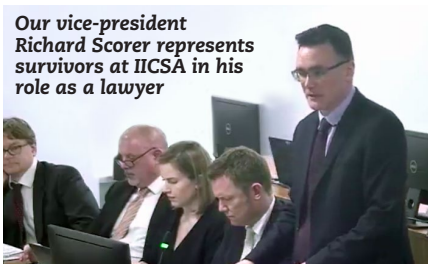 Our vice-president
Richard Scorer represents
survivors at IICSA in his
role as a lawyer